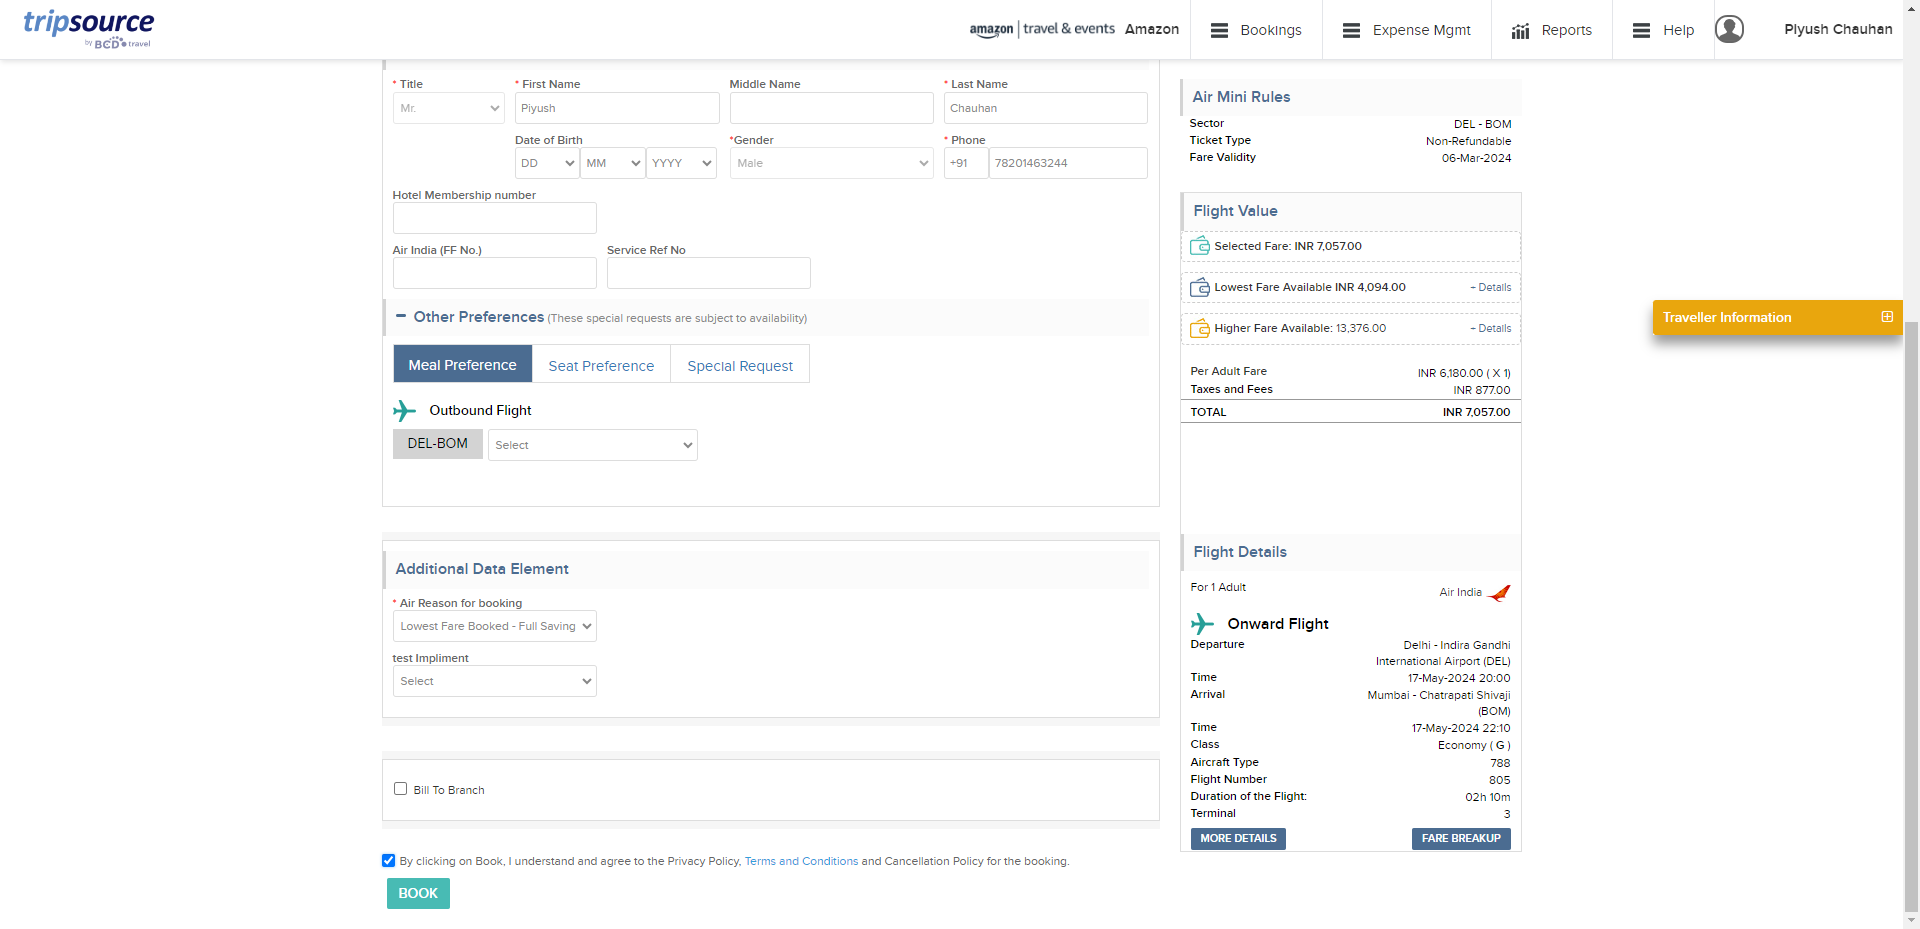 tripsource
by BCD travel
amazon | travel & events Amazon
Bookings
Expense Mgmt
Reports
Help
Piyush Chauhan
* Title
Mr.
* First Name
Piyush
Middle Name
* Last Name
Chauhan
Date of Birth
DD
MM
YYYY
*Gender
Male
* Phone
+91
78201463244
Hotel Membership number
Air India (FF No.)
Service Ref No
Other Preferences (These special requests are subject to availability)
Meal Preference
Seat Preference
Special Request
Outbound Flight
DEL-BOM
Select
Additional Data Element
* Air Reason for booking
Lowest Fare Booked - Full Saving
test Impliment
Select
Bill To Branch
By clicking on Book, I understand and agree to the Privacy Policy, Terms and Conditions and Cancellation Policy for the booking.
BOOK
Air Mini Rules
Sector DEL - BOM
Ticket Type Non-Refundable
Fare Validity 06-Mar-2024
Flight Value
Selected Fare: INR 7,057.00
Lowest Fare Available INR 4,094.00 + Details
Higher Fare Available: 13,376.00 + Details
Per Adult Fare INR 6,180.00 ( X 1)
Taxes and Fees INR 877.00
TOTAL INR 7,057.00
Flight Details
For 1 Adult
Air India
Onward Flight
Departure Delhi - Indira Gandhi
International Airport (DEL)
Time 17-May-2024 20:00
Arrival Mumbai - Chatrapati Shivaji
(BOM)
Time 17-May-2024 22:10
Class Economy ( G )
Aircraft Type 788
Flight Number 805
Duration of the Flight: 02h 10m
Terminal 3
MORE DETAILS
FARE BREAKUP
Traveller Information